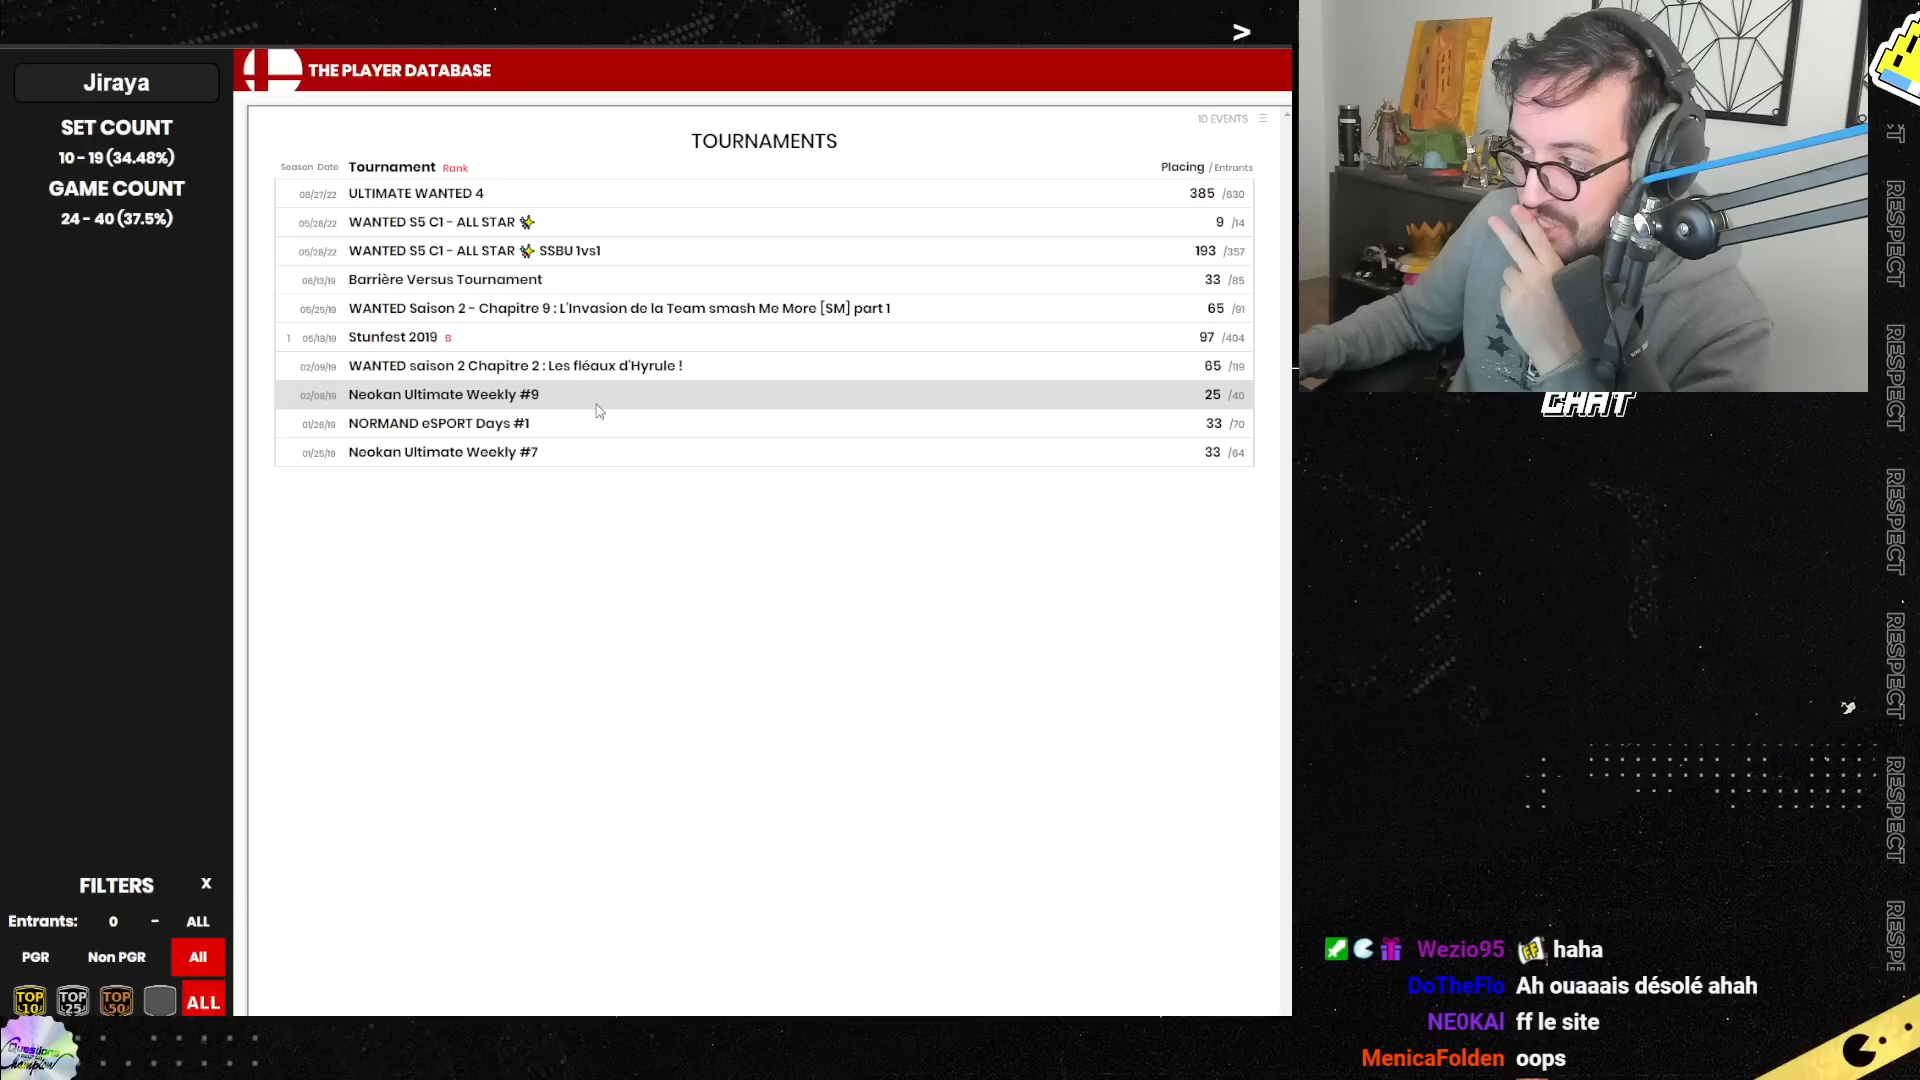 >
Jiraya
SET COUNT
10 - 19 (34.48%)
GAME COUNT
24 - 40 (37.5%)
THE PLAYER DATABASE
10 EVENTS
TOURNAMENTS
Season Date Tournament Rank Placing / Entrants
08/27/22 ULTIMATE WANTED 4 385 /630
05/28/22 WANTED S5 C1 - ALL STAR 9 /14
05/28/22 WANTED S5 C1 - ALL STAR SSBU 1vs1 193 /357
06/13/19 Barrière Versus Tournament 33 /85
05/25/19 WANTED Saison 2 - Chapitre 9 : L'Invasion de la Team smash Me More [SM] part 1 65 /91
1 05/18/19 Stunfest 2019 B 97 /404
02/09/19 WANTED saison 2 Chapitre 2 : Les fléaux d'Hyrule ! 65 /119
02/08/19 Neokan Ultimate Weekly #9 25 /40
01/26/19 NORMAND eSPORT Days #1 33 /70
01/25/19 Neokan Ultimate Weekly #7 33 /64
FILTERS X
Entrants: 0 - ALL
PGR Non PGR All
TOP 10 TOP 25 TOP 50 ALL
Questions
Champion
CHAT
Wezio95 FF haha
DoTheFlo Ah ouaaais désolé ahah
NE0KAI ff le site
MenicaFolden oops
CT
RESPECT
RESPECT
RESPECT
RESPECT
RESPECT
RESPE